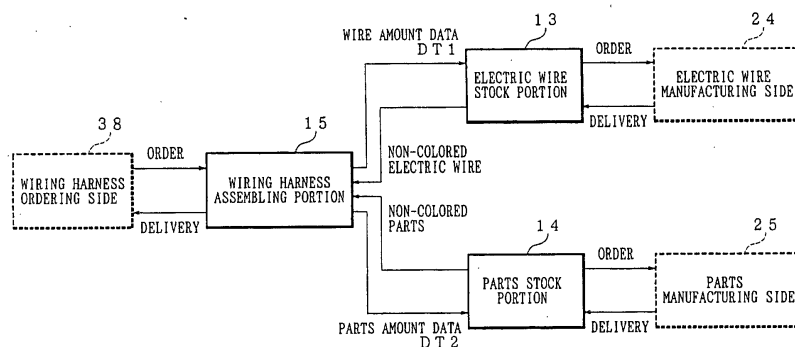 13
24
WIRE AMOUNT DATA
DT1
ORDER
ELECTRIC WIRE
STOCK PORTION
ELECTRIC WIRE
MANUFACTURING SIDE
DELIVERY
38
15
ORDER
NON-COLORED
ELECTRIC WIRE
WIRING HARNESS
ORDERING SIDE
WIRING HARNESS
ASSEMBLING PORTION
DELIVERY
NON-COLORED
PARTS
14
25
ORDER
PARTS STOCK
PORTION
PARTS
MANUFACTURING SIDE
DELIVERY
PARTS AMOUNT DATA
DT2